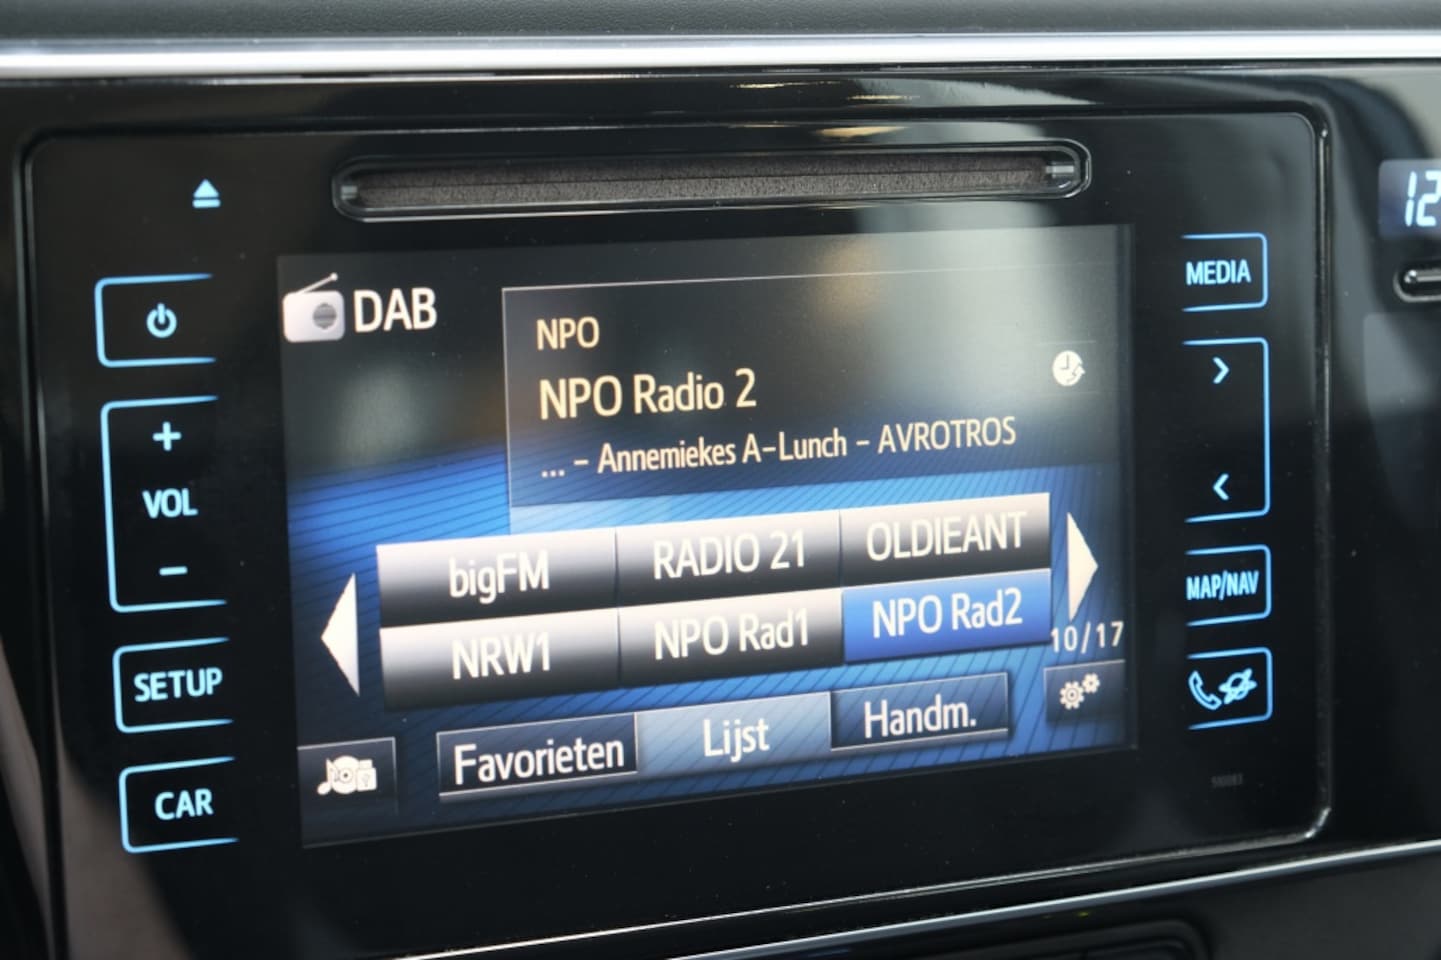 DAB
NPO
NPO Radio 2
... - Annemiekes A-Lunch - AVROTROS
bigFM RADIO 21 OLDIEANT
NRW1 NPO Rad1 NPO Rad2
10/17
Favorieten Lijst Handm.
VOL
SETUP
CAR
MEDIA
MAP/NAV
12